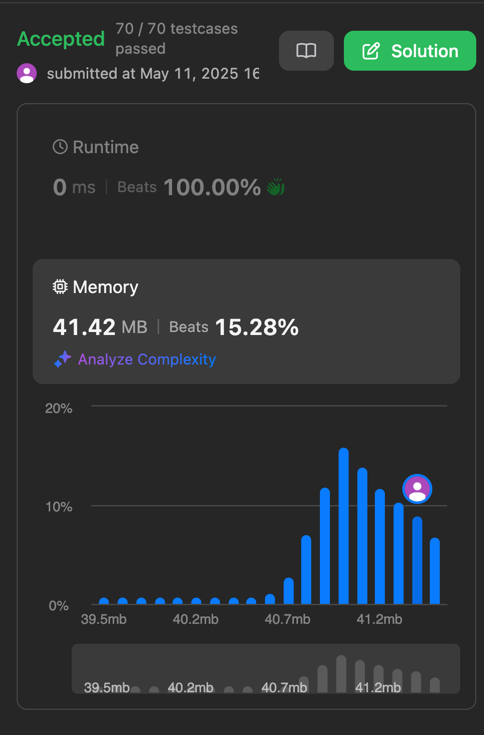 Accepted
70 / 70 testcases
passed
Solution
submitted at May 11, 2025 16
Runtime
0 ms | Beats 100.00%
Memory
41.42 MB | Beats 15.28%
Analyze Complexity
20%
10%
0%
39.5mb 40.2mb 40.7mb 41.2mb
39.5mb 40.2mb 40.7mb 41.2mb